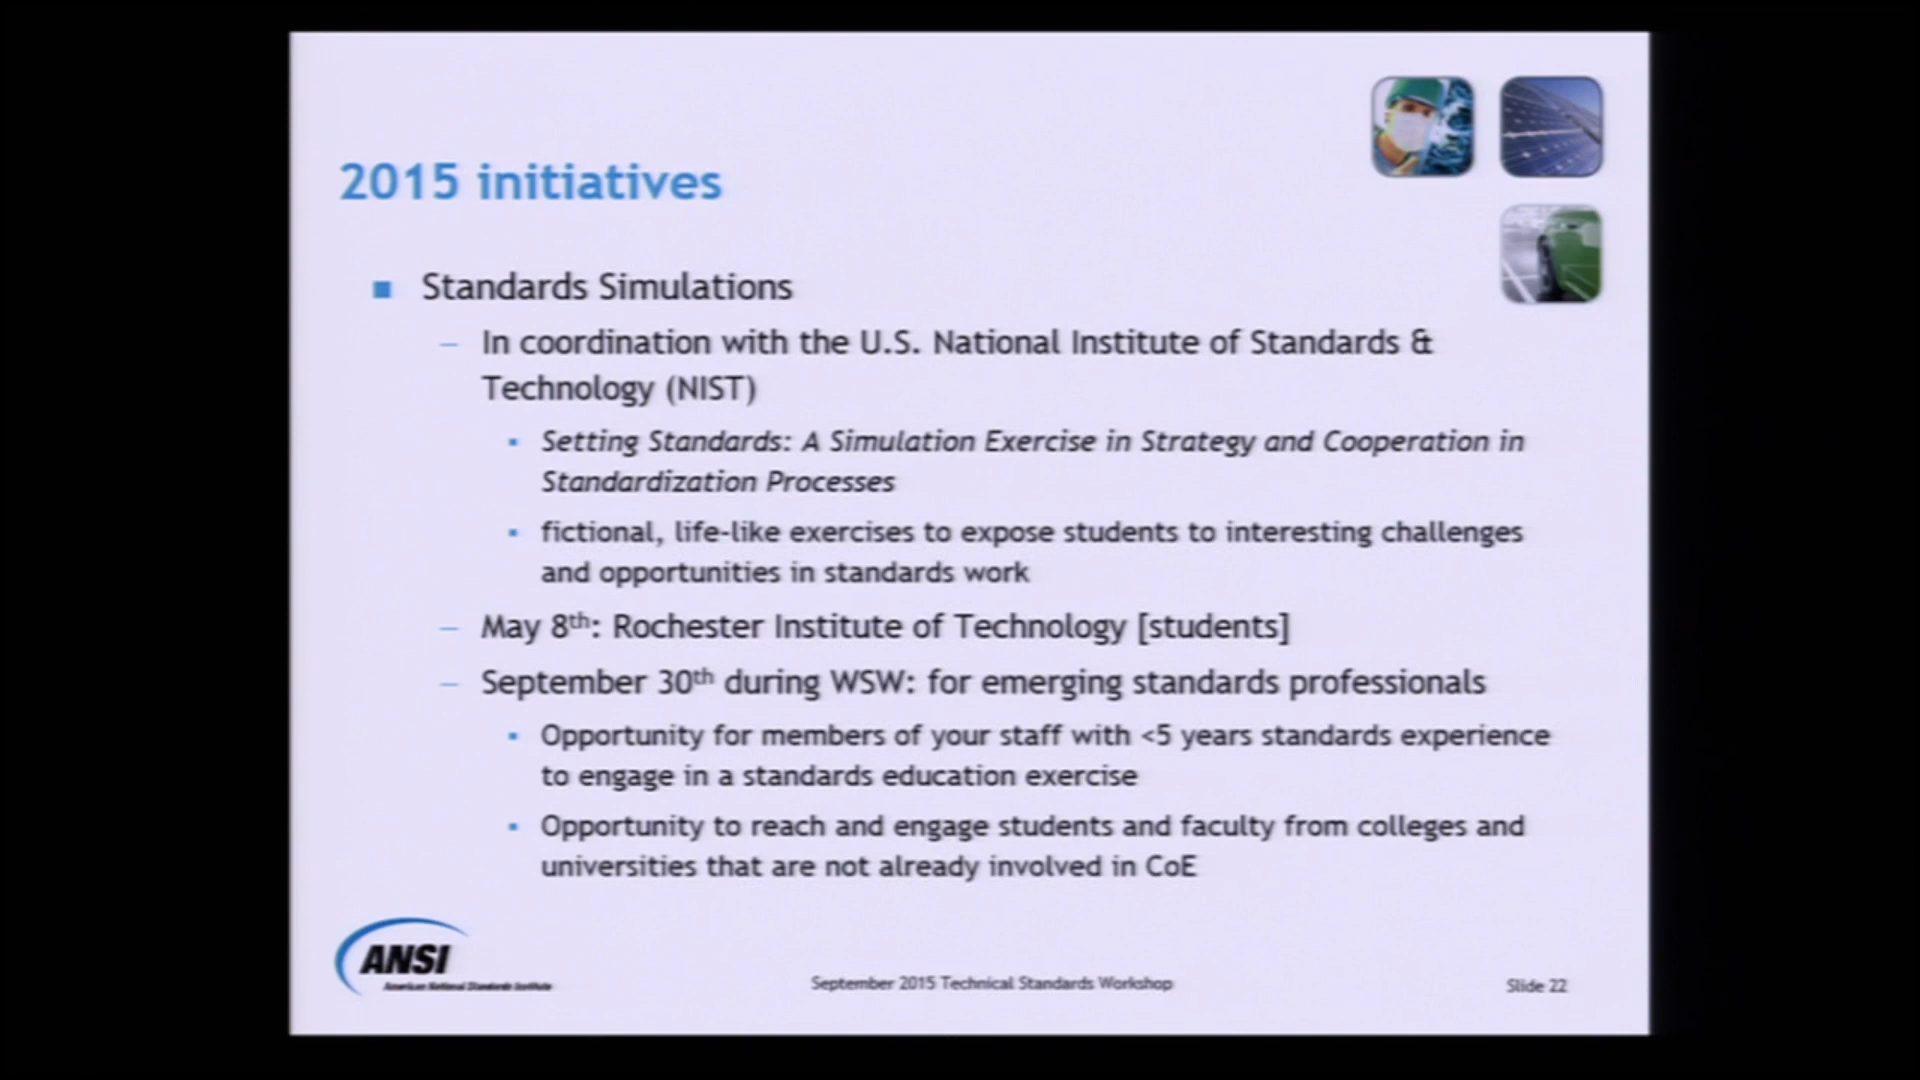 2015 initiatives
Standards Simulations
In coordination with the U.S. National Institute of Standards &
Technology (NIST)
Setting Standards: A Simulation Exercise in Strategy and Cooperation in
Standardization Processes
fictional, life-like exercises to expose students to interesting challenges
and opportunities in standards work
May 8th: Rochester Institute of Technology [students]
September 30th during WSW: for emerging standards professionals
Opportunity for members of your staff with <5 years standards experience
to engage in a standards education exercise
Opportunity to reach and engage students and faculty from colleges and
universities that are not already involved in CoE
ANSI
American National Standards Institute
September 2015 Technical Standards Workshop
Slide 22